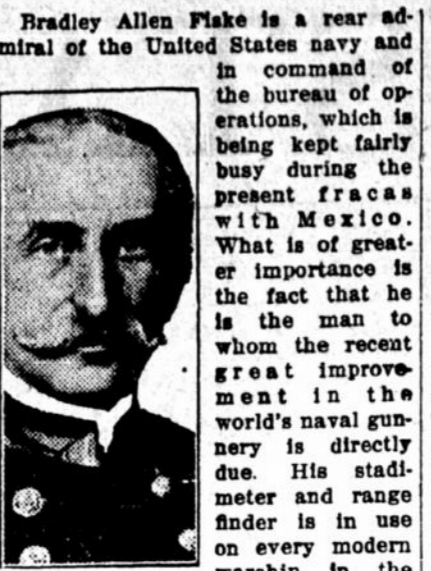 Bradley Allen Fiske is a rear ad-
miral of the United States navy and
in command of
the bureau of op-
erations, which is
being kept fairly
busy during the
present fracas
with Mexico.
What is of great-
er importance is
the fact that he
is the man to
whom the recent
great improve-
ment in the
world's naval gun-
nery is directly
due. His stadi-
meter and range
finder is in use
on every modern
in the